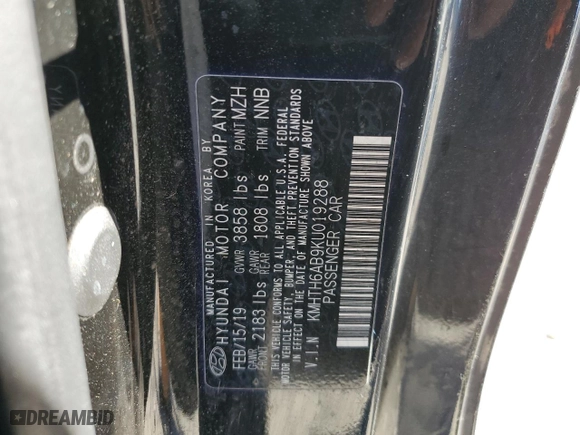 MANUFACTURED IN KOREA BY
HYUNDAI MOTOR COMPANY
FEB/15/19 GVWR 3858 lbs PAINT MZH
GAWR FRONT 2183 lbs GAWR REAR 1808 lbs TRIM NNB
THIS VEHICLE CONFORMS TO ALL APPLICABLE U.S.A. FEDERAL
MOTOR VEHICLE SAFETY, BUMPER, AND THEFT PREVENTION STANDARDS
IN EFFECT ON THE DATE OF MANUFACTURE SHOWN ABOVE
V.I.N KMHTH6AB9KU019288
PASSENGER CAR
DREAMBID